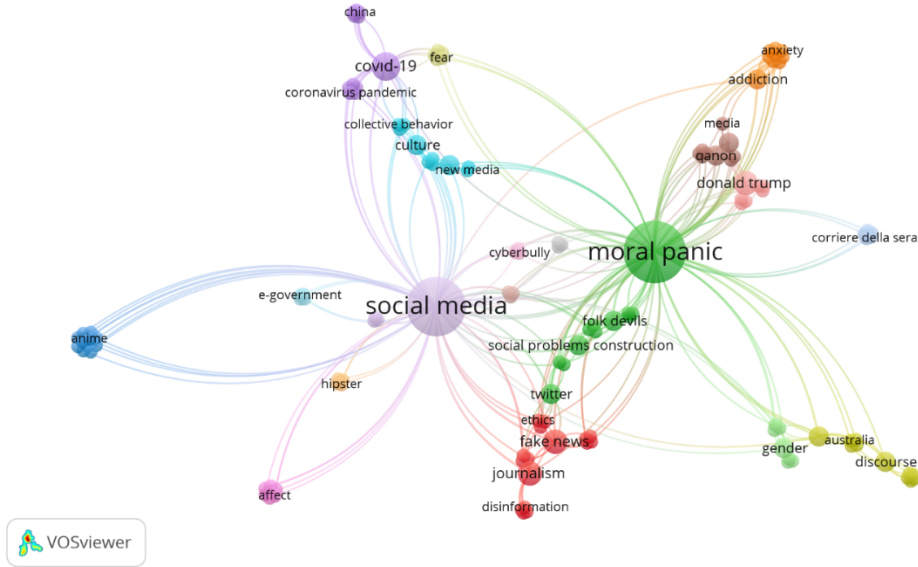 china
covid-19
fear
anxiety
addiction
coronavirus pandemic
collective behavior
media
culture
qanon
new media
donald trump
corriere della sera
cyberbully
moral panic
e-government
social media
folk devils
anime
social problems construction
hipster
twitter
ethics
fake news
gender
australia
discourse
journalism
affect
disinformation
VOSviewer